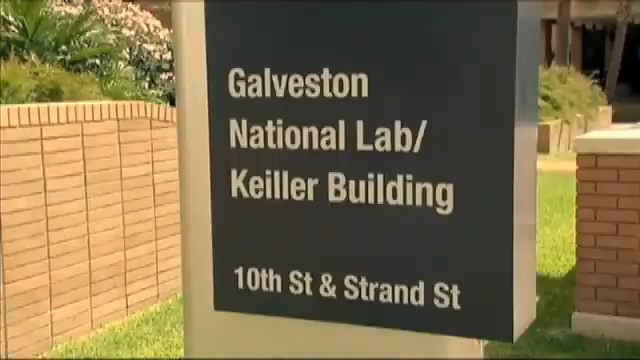 Galveston
National Lab/
Keiller Building
10th St & Strand St